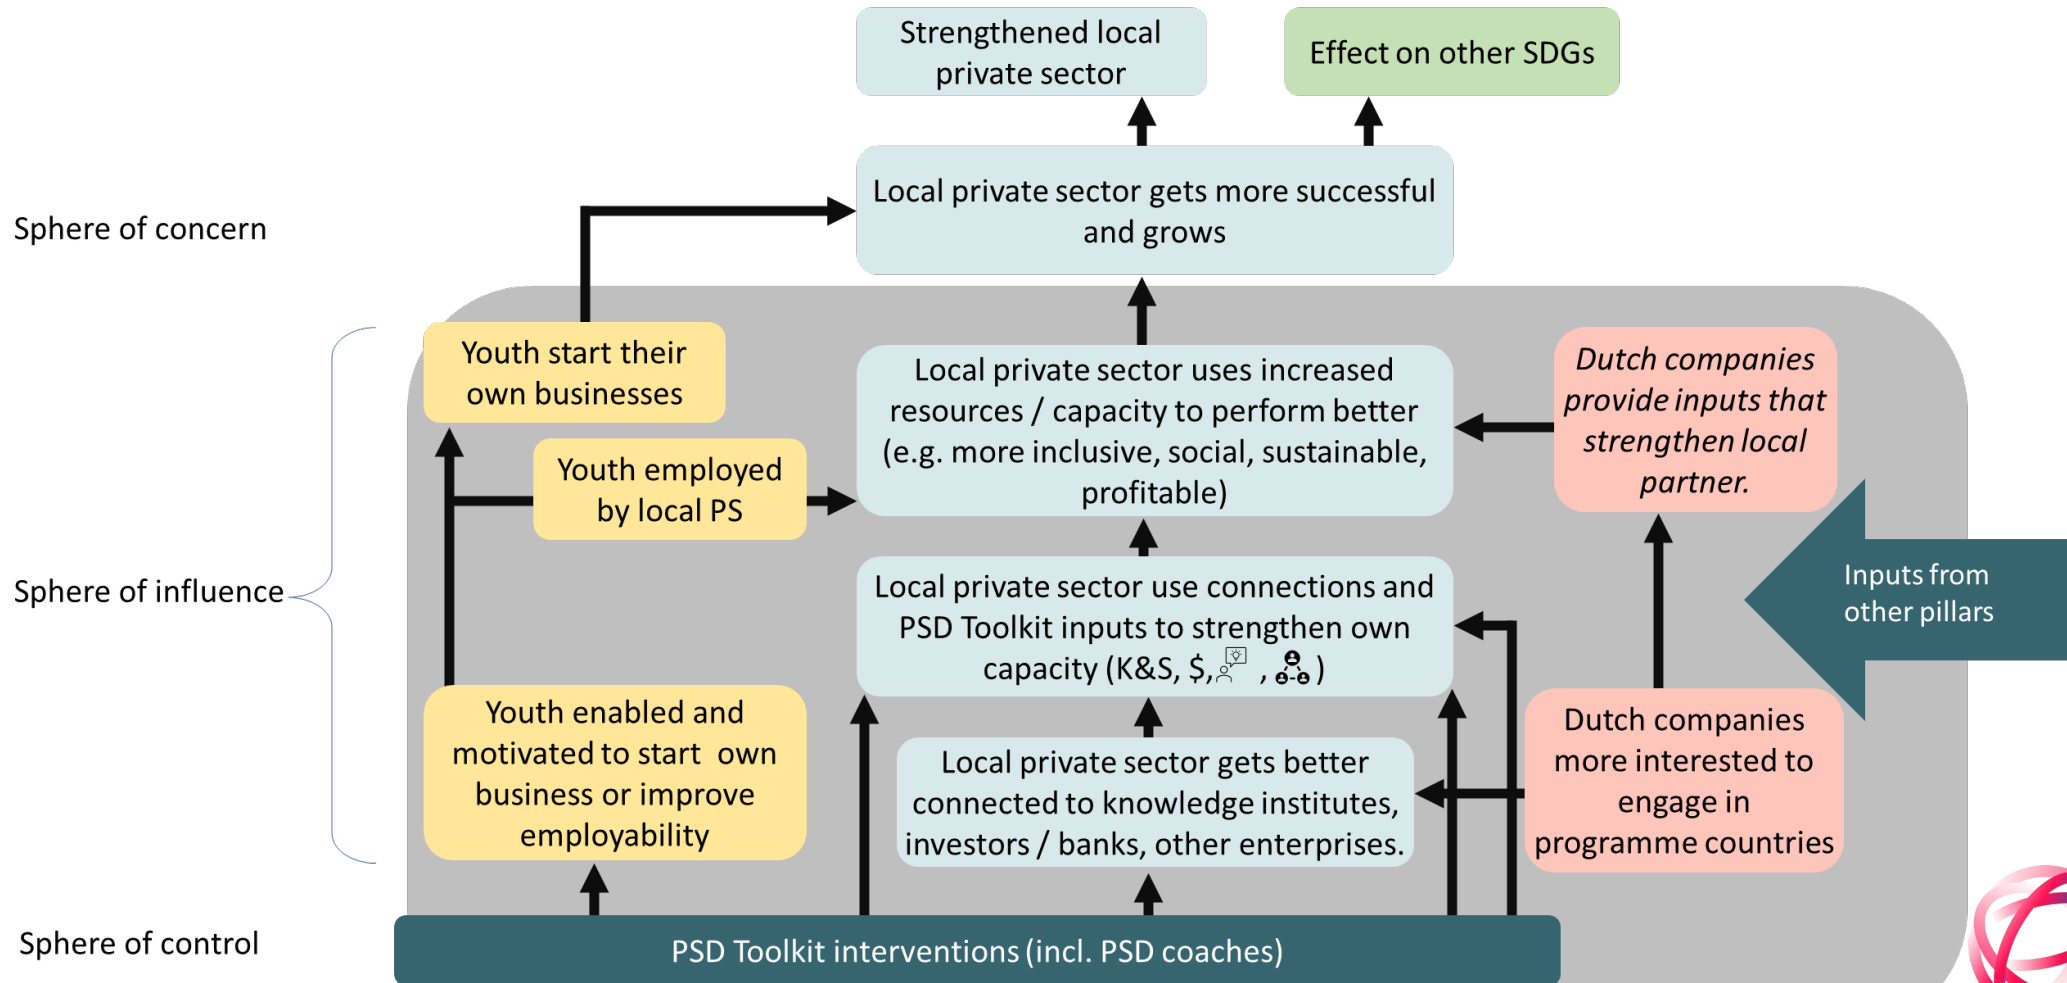 Strengthened local
private sector
Effect on other SDGs
Local private sector gets more successful
and grows
Sphere of concern
Youth start their
own businesses
Local private sector uses increased
resources / capacity to perform better
(e.g. more inclusive, social, sustainable,
profitable)
Dutch companies
provide inputs that
strengthen local
partner.
Youth employed
by local PS
Sphere of influence
Local private sector use connections and
PSD Toolkit inputs to strengthen own
capacity (K&S, $, , )
Inputs from
other pillars
Youth enabled and
motivated to start own
business or improve
employability
Local private sector gets better
connected to knowledge institutes,
investors / banks, other enterprises.
Dutch companies
more interested to
engage in
programme countries
Sphere of control
PSD Toolkit interventions (incl. PSD coaches)